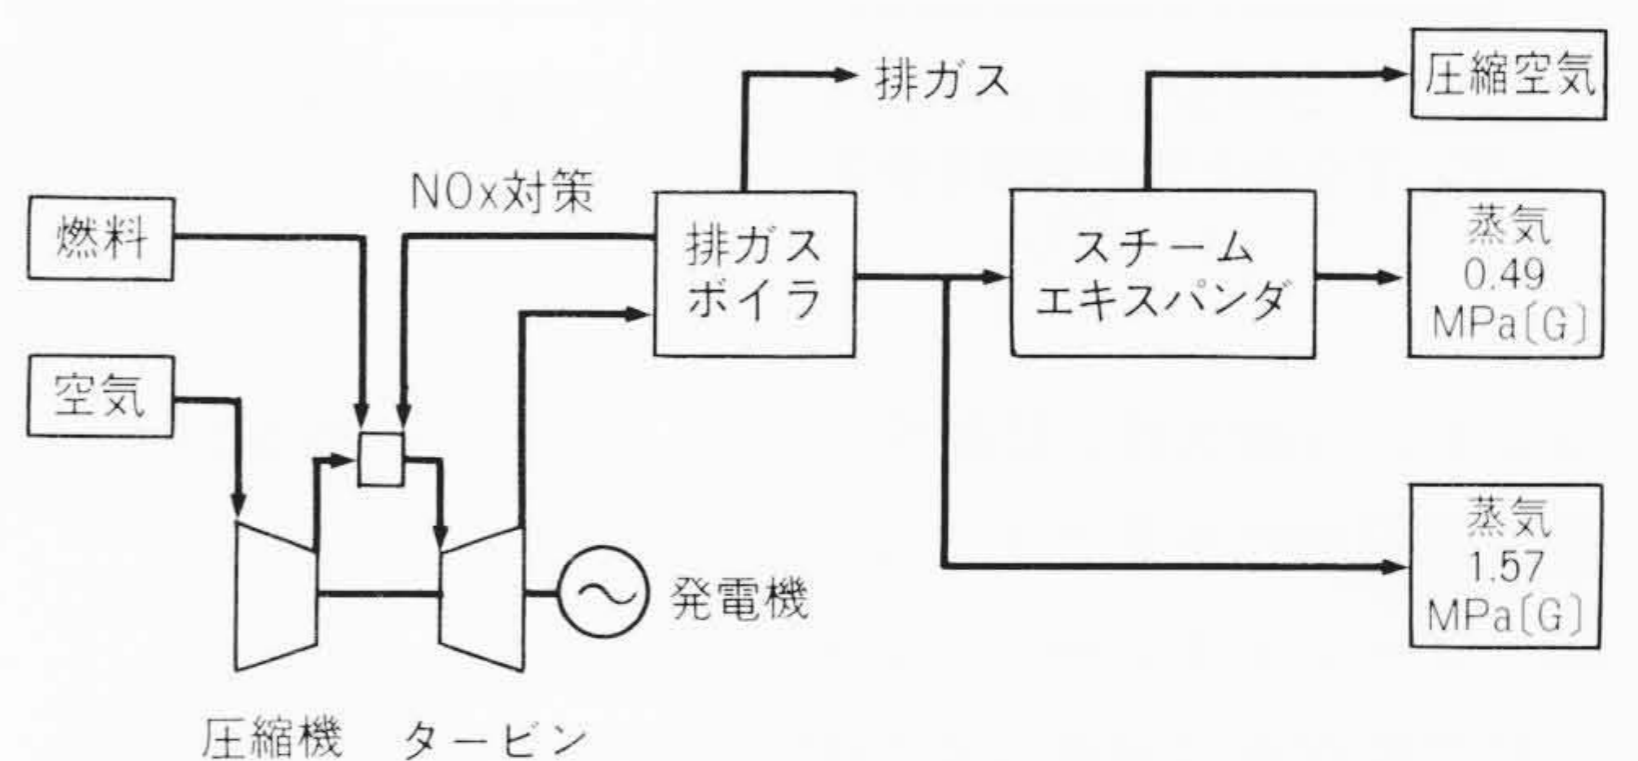 排ガス
圧縮空気
NOx対策
燃料
排ガス
ボイラ
スチーム
エキスパンダ
蒸気
0.49
MPa〔G〕
空気
蒸気
1.57
MPa〔G〕
発電機
圧縮機
タービン